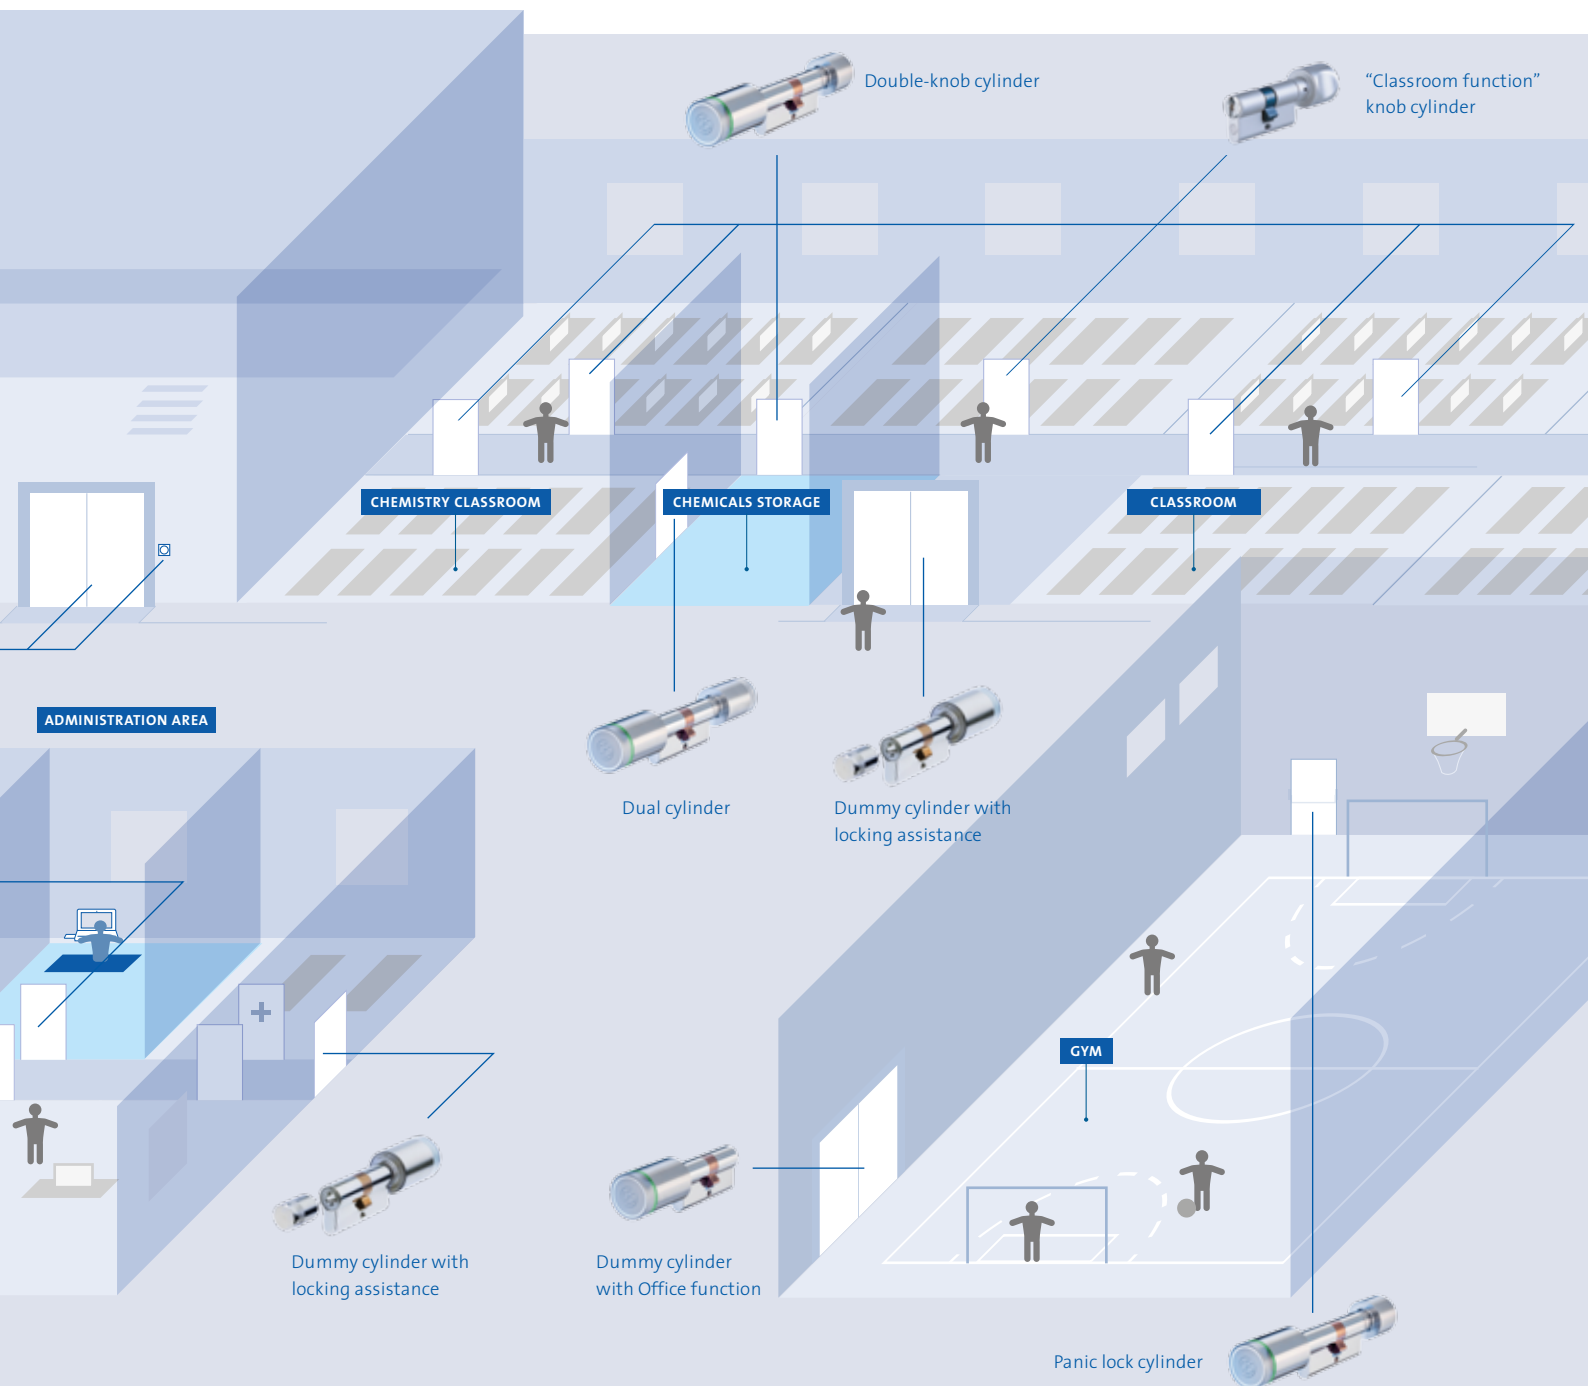 Double-knob cylinder
“Classroom function”
knob cylinder
CHEMISTRY CLASSROOM
CHEMICALS STORAGE
CLASSROOM
ADMINISTRATION AREA
Dual cylinder
Dummy cylinder with
locking assistance
GYM
Dummy cylinder with
locking assistance
Dummy cylinder
with Office function
Panic lock cylinder